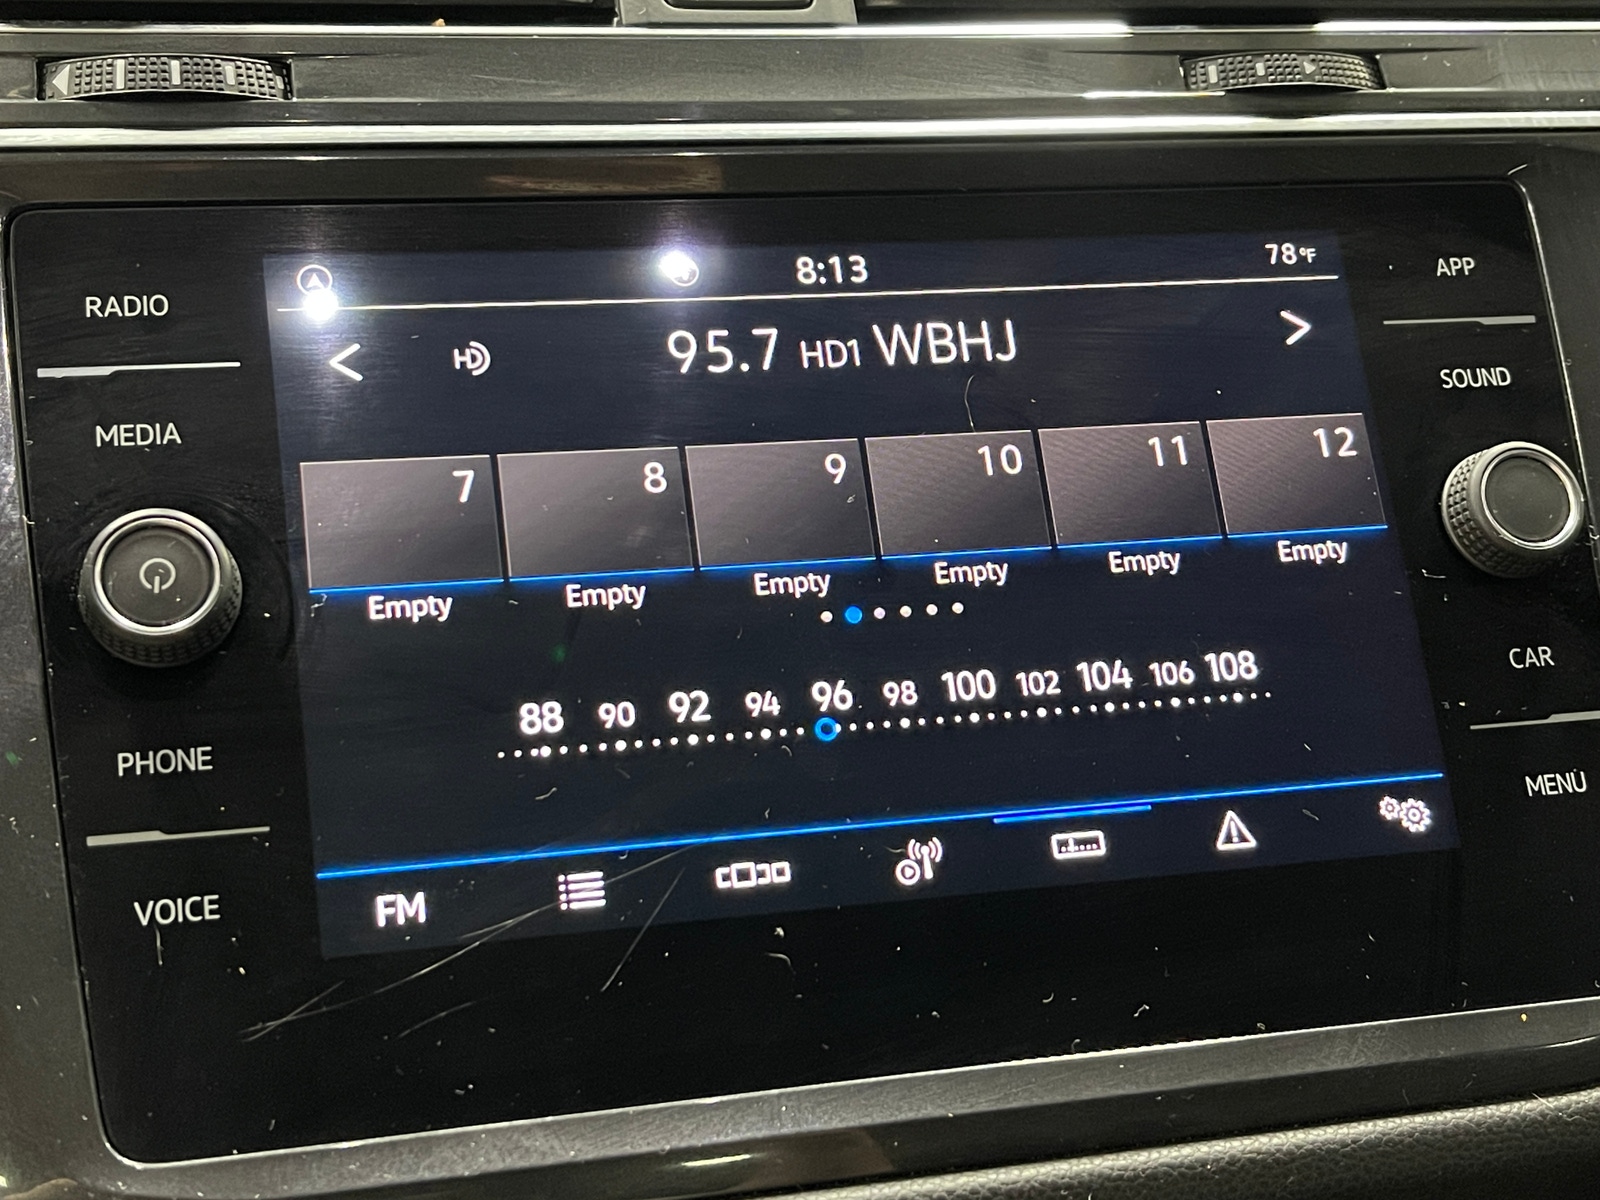 RADIO
MEDIA
PHONE
VOICE
8:13
78°F
HD
95.7 HD1 WBHJ
7 8 9 10 11 12
Empty Empty Empty Empty Empty Empty
88 90 92 94 96 98 100 102 104 106 108
FM
APP
SOUND
CAR
MENU